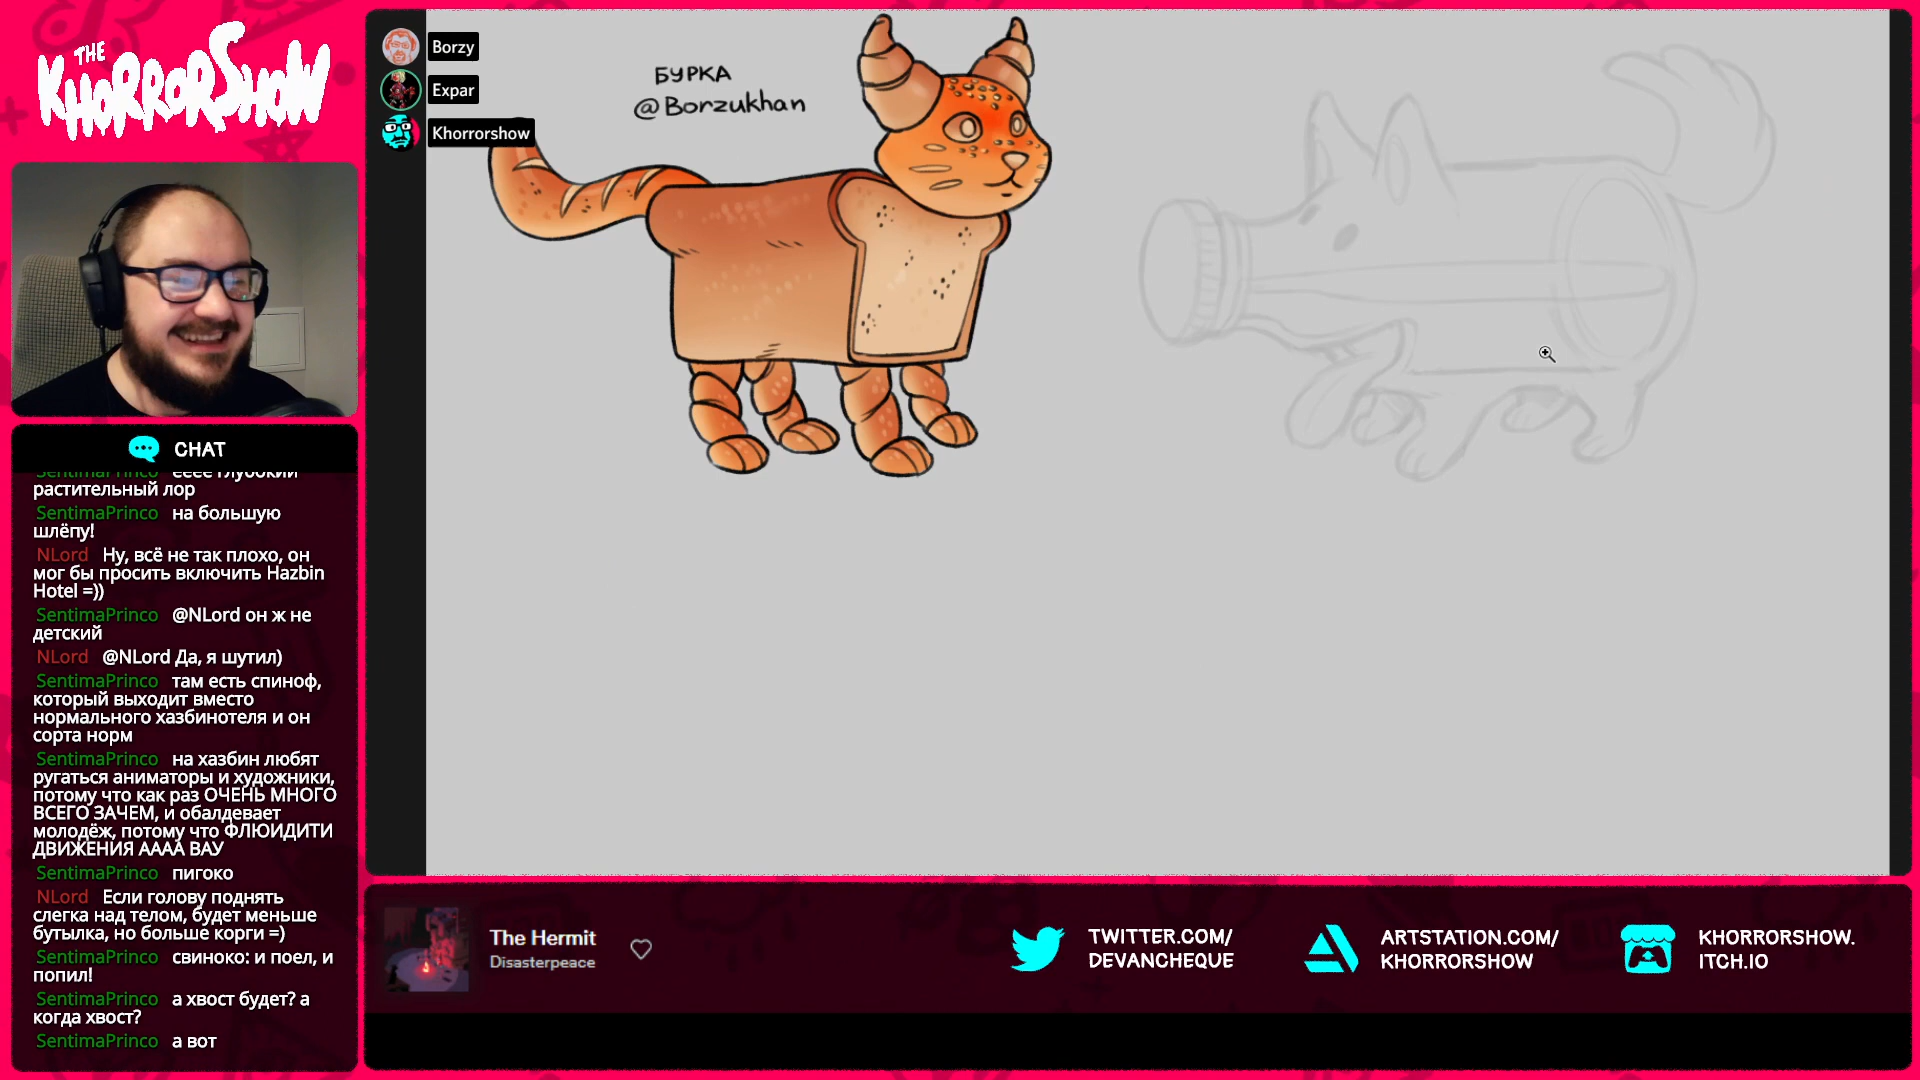 THE
KHORRORSHOW
Borzy
Expar
Khorrorshow
БУРКА
@Borzukhan
CHAT
SentimaPrinco еееё глубокий
растительный лор
SentimaPrinco на большую
шлёпу!
NLord Ну, всё не так плохо, он
мог бы просить включить Hazbin
Hotel =))
SentimaPrinco @NLord он ж не
детский
NLord @NLord Да, я шутил)
SentimaPrinco там есть спиноф,
который выходит вместо
нормального хазбинотеля и он
сорта норм
SentimaPrinco на хазбин любят
ругаться аниматоры и художники,
потому что как раз ОЧЕНЬ МНОГО
ВСЕГО ЗАЧЕМ, и обалдевает
молодёж, потому что ФЛЮИДИТИ
ДВИЖЕНИЯ АААА ВАУ
SentimaPrinco пигоко
NLord Если голову поднять
слегка над телом, будет меньше
бутылка, но больше корги =)
SentimaPrinco свиноко: и поел, и
попил!
SentimaPrinco а хвост будет? а
когда хвост?
SentimaPrinco а вот
The Hermit
Disasterpeace
TWITTER.COM/
DEVANCHEQUE
ARTSTATION.COM/
KHORRORSHOW
KHORRORSHOW.
ITCH.IO